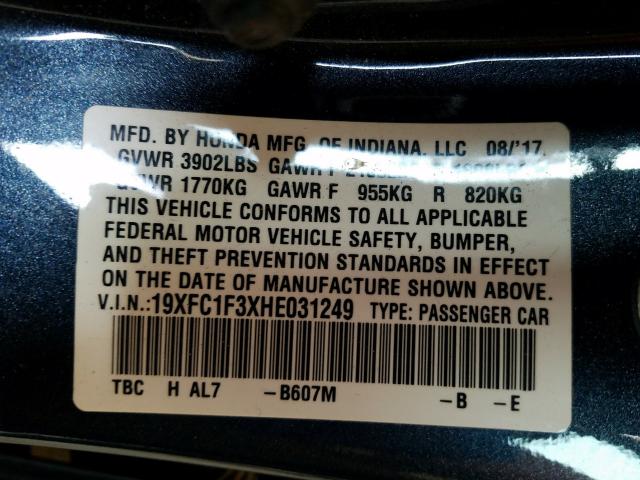 MFD. BY HONDA MFG. OF INDIANA, LLC 08/'17
GVWR 3902LBS GAWR F
GVWR 1770KG GAWR F 955KG R 820KG
THIS VEHICLE CONFORMS TO ALL APPLICABLE
FEDERAL MOTOR VEHICLE SAFETY, BUMPER,
AND THEFT PREVENTION STANDARDS IN EFFECT
ON THE DATE OF MANUFACTURE SHOWN ABOVE.
V.I.N.:19XFC1F3XHE031249 TYPE: PASSENGER CAR
TBC H AL7 -B607M -B -E